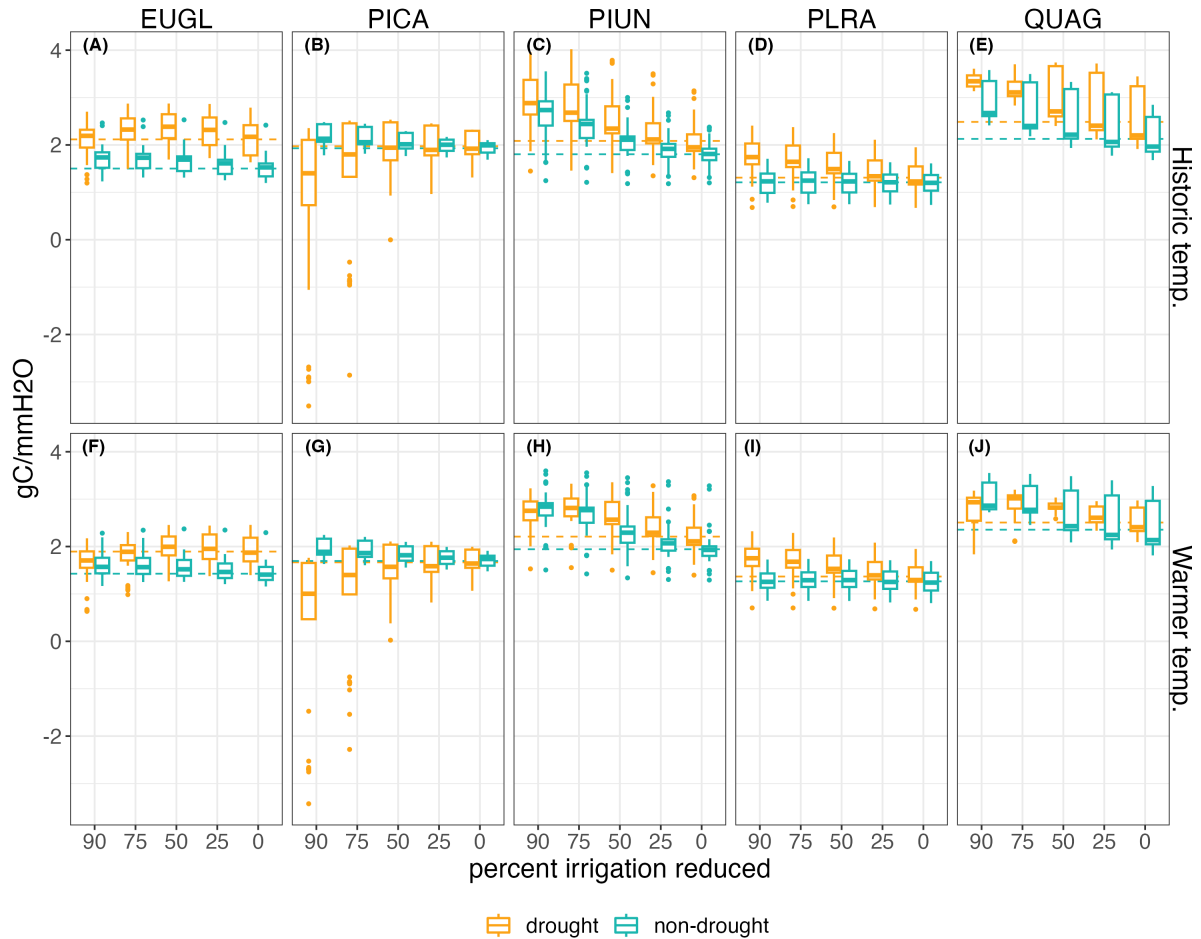 EUGL PICA PIUN PLRA QUAG
(A) (B) (C) (D) (E)
4
2
0
-2
Historic temp.
gC/mmH2O
(F) (G) (H) (I) (J)
4
2
0
-2
Warmer temp.
90 75 50 25 0 90 75 50 25 0 90 75 50 25 0 90 75 50 25 0 90 75 50 25 0
percent irrigation reduced
drought non-drought